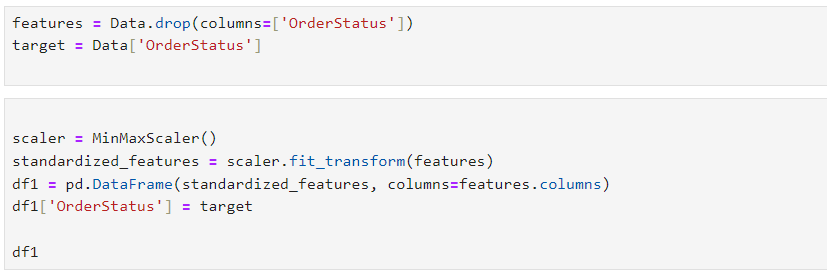 features = Data.drop(columns=['OrderStatus'])
target = Data['OrderStatus']
scaler = MinMaxScaler()
standardized_features = scaler.fit_transform(features)
df1 = pd.DataFrame(standardized_features, columns=features.columns)
df1['OrderStatus'] = target
df1